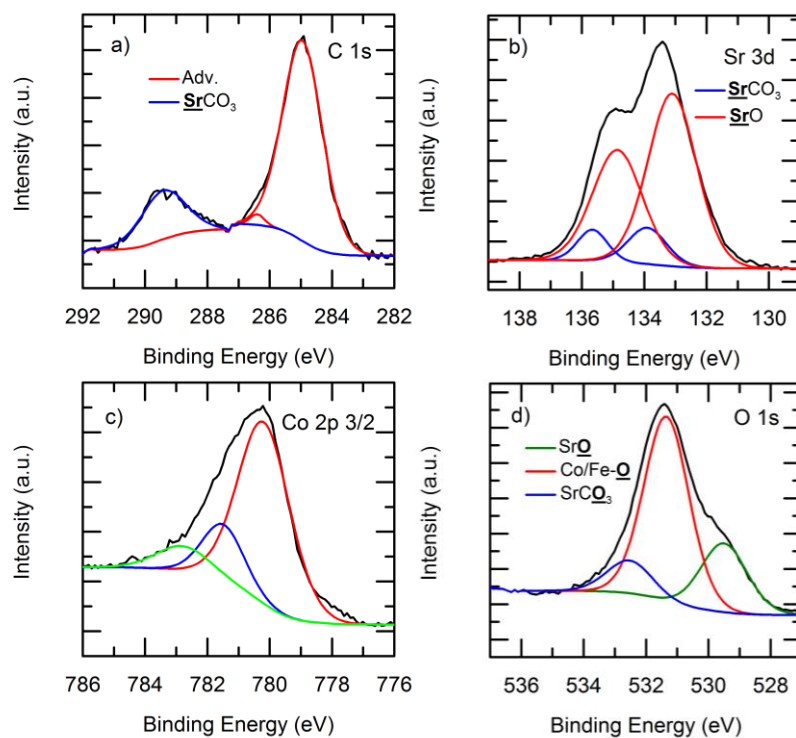 a)
C 1s
Adv.
SrCO₃
Intensity (a.u.)
292 290 288 286 284 282
Binding Energy (eV)
b)
Sr 3d
SrCO₃
SrO
Intensity (a.u.)
138 136 134 132 130
Binding Energy (eV)
c)
Co 2p 3/2
Intensity (a.u.)
786 784 782 780 778 776
Binding Energy (eV)
d)
O 1s
SrO
Co/Fe-O
SrCO₃
Intensity (a.u.)
536 534 532 530 528
Binding Energy (eV)